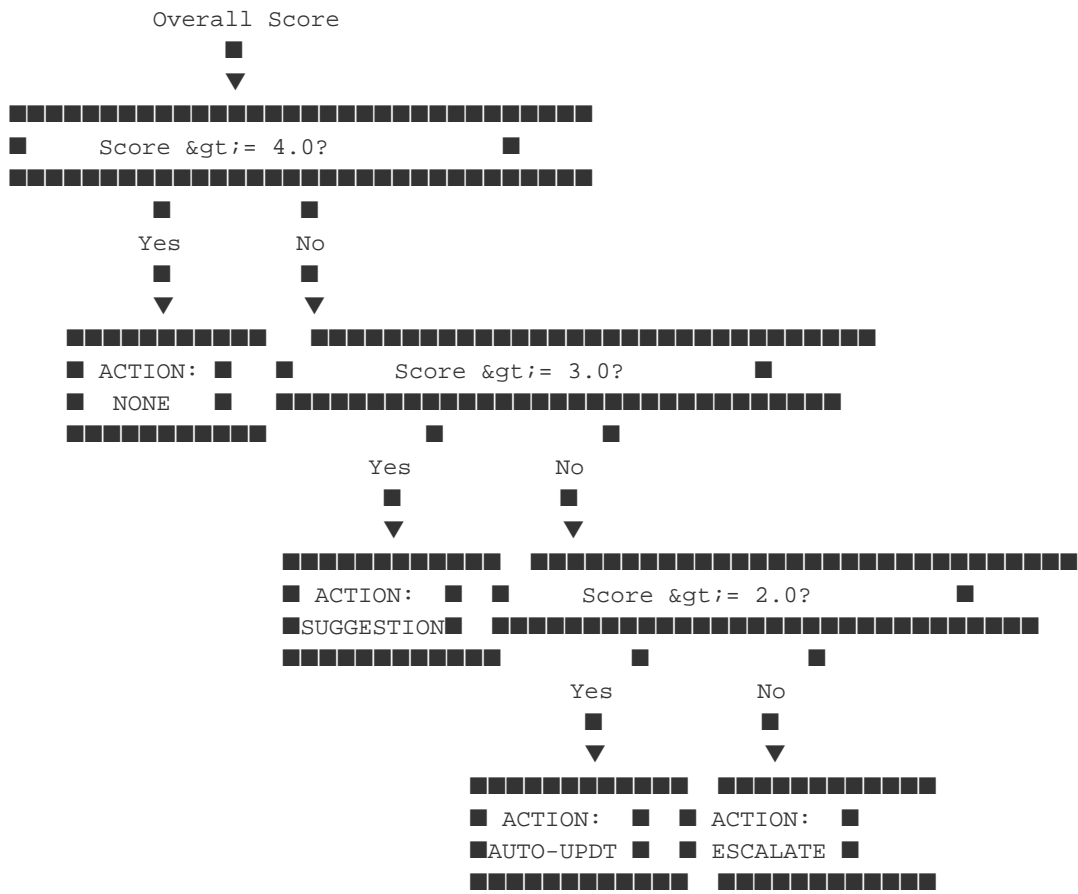 Overall Score
Score &gt;= 4.0?
Yes No
ACTION: Score &gt;= 3.0?
NONE
Yes No
ACTION: Score &gt;= 2.0?
SUGGESTION
Yes No
ACTION: ACTION:
AUTO-UPDT ESCALATE